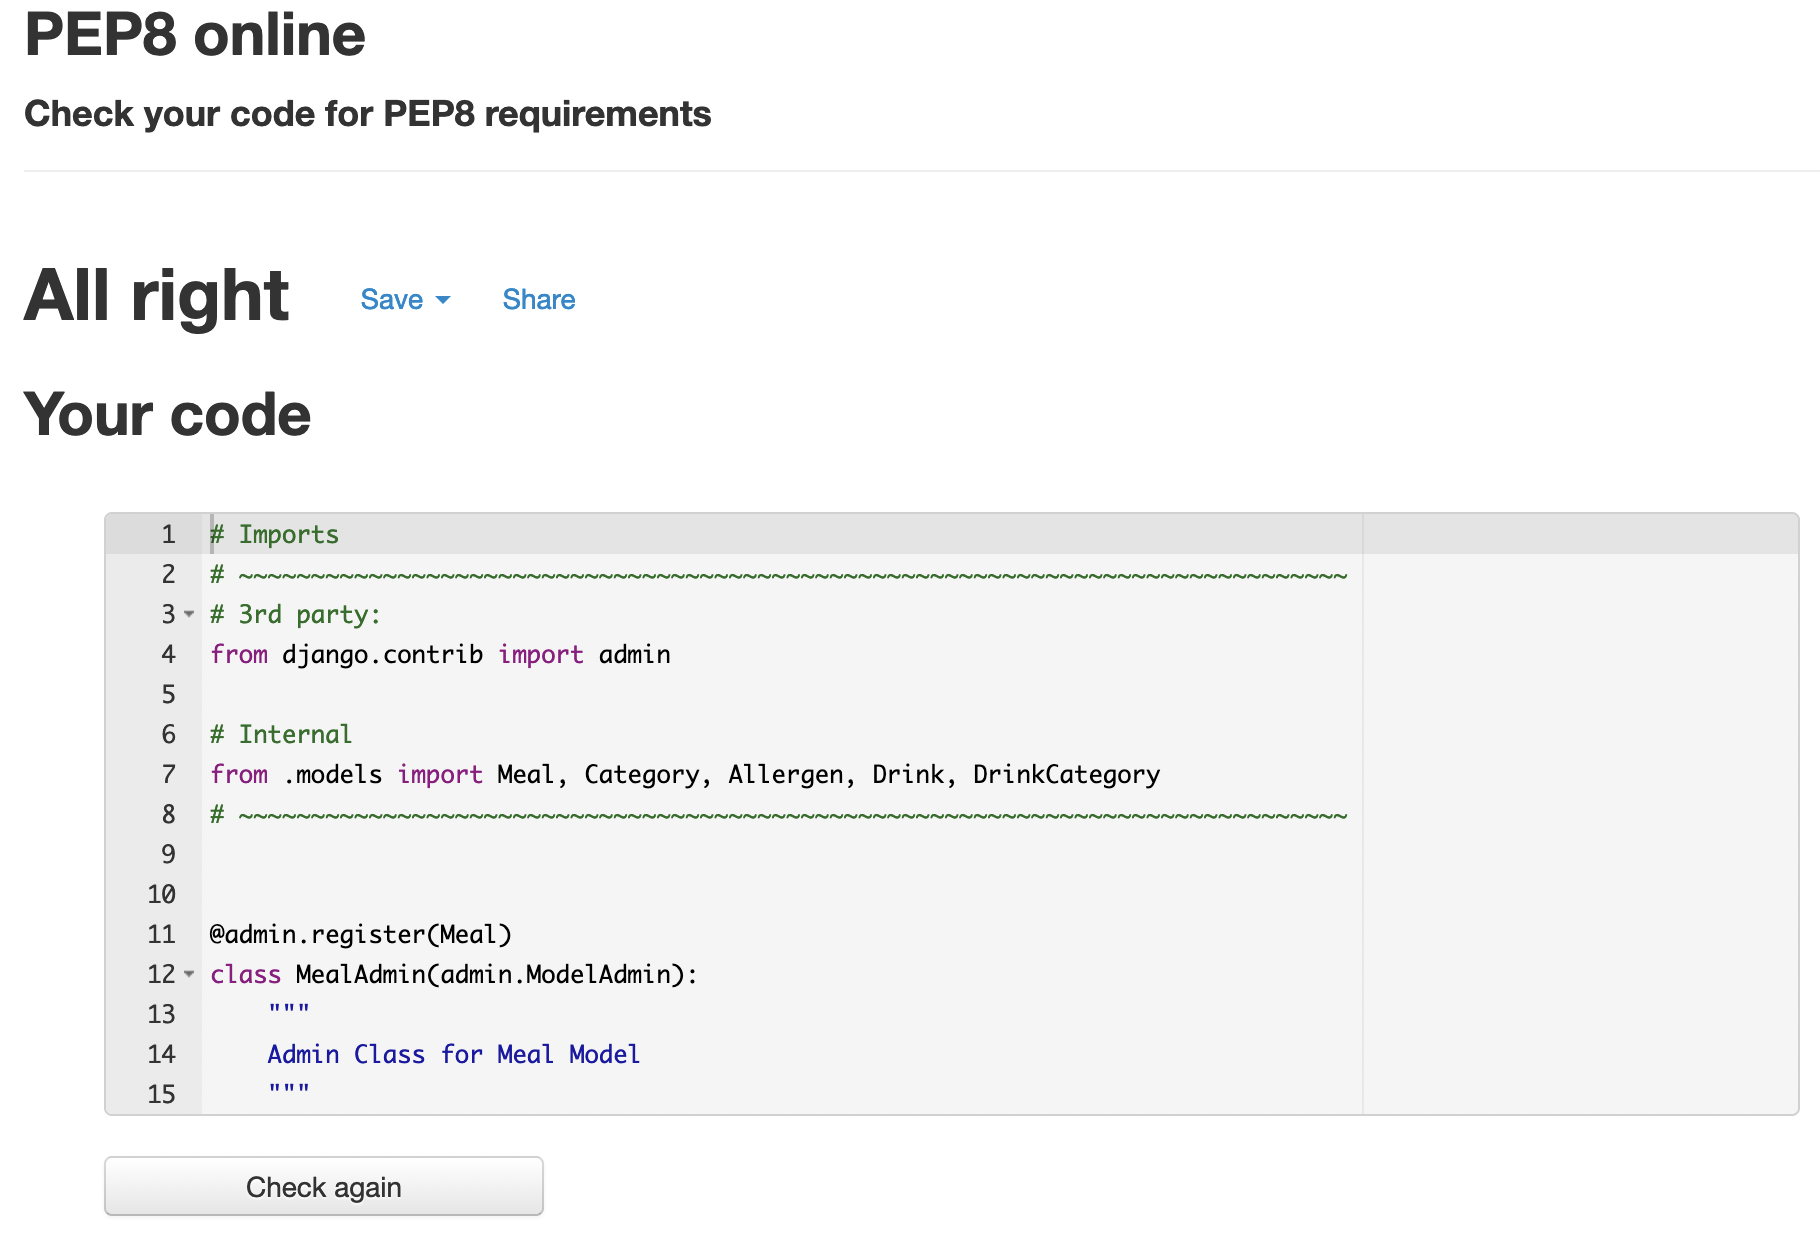 PEP8 online
Check your code for PEP8 requirements
All right Save Share
Your code
1 # Imports
2 # ~~~~~~~~~~~~~~~~~~~~~~~~~~~~~~~~~~~~~~~~~~~~~~~~~~~~~~~~~~~~~~~~~~~~~~~~~~~~~
3 # 3rd party:
4 from django.contrib import admin
5
6 # Internal
7 from .models import Meal, Category, Allergen, Drink, DrinkCategory
8 # ~~~~~~~~~~~~~~~~~~~~~~~~~~~~~~~~~~~~~~~~~~~~~~~~~~~~~~~~~~~~~~~~~~~~~~~~~~~~~
9
10
11 @admin.register(Meal)
12 class MealAdmin(admin.ModelAdmin):
13     """
14     Admin Class for Meal Model
15     """
Check again